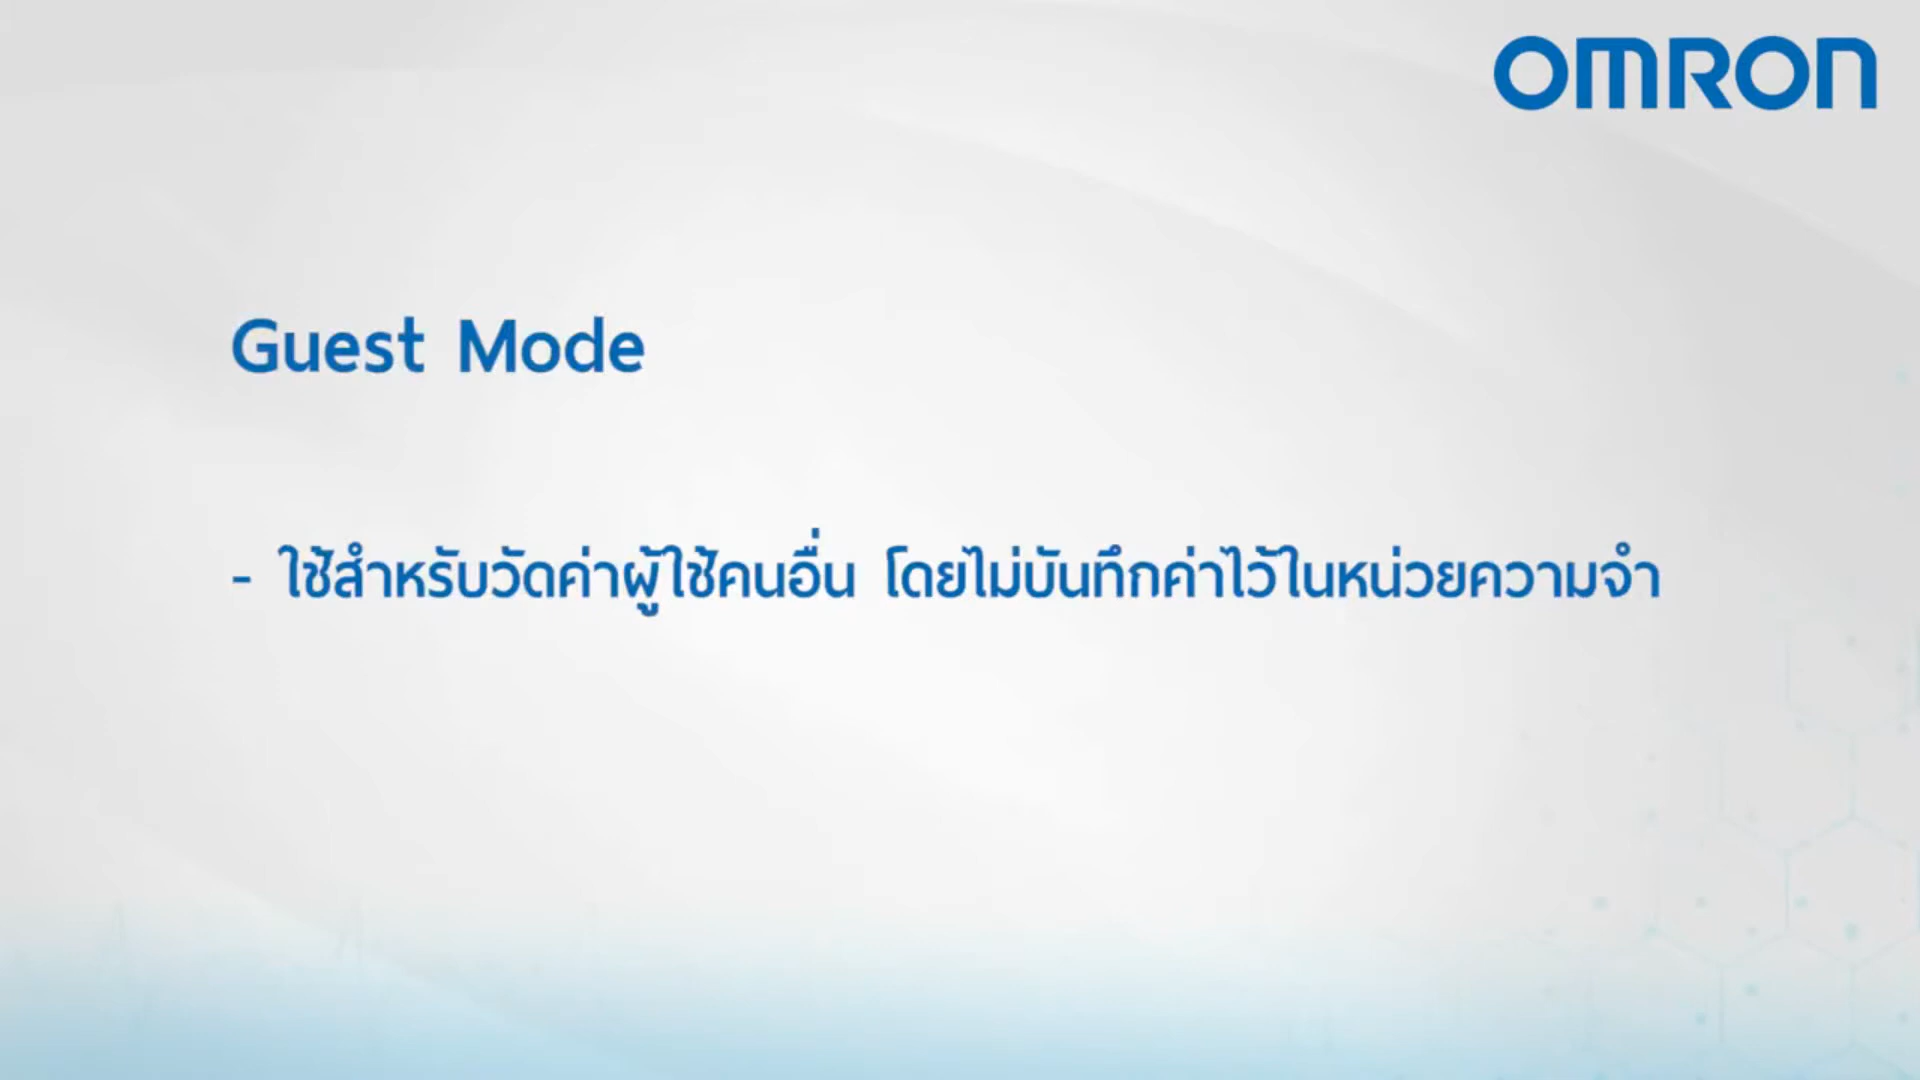 OMRON
Guest Mode
- ใช้สำหรับวัดค่าผู้ใช้คนอื่น โดยไม่บันทึกค่าไว้ในหน่วยความจำ